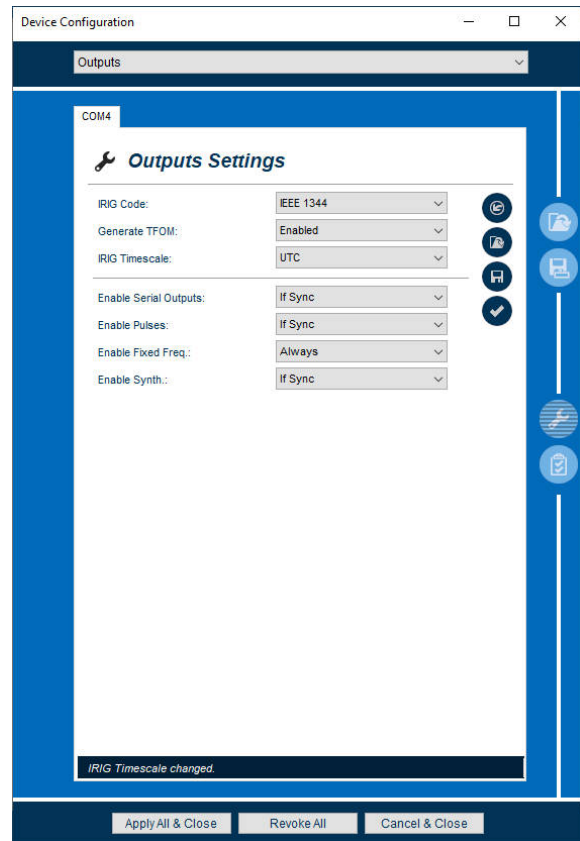 Device Configuration
Outputs
COM4
Outputs Settings
IRIG Code: IEEE 1344
Generate TFOM: Enabled
IRIG Timescale: UTC
Enable Serial Outputs: If Sync
Enable Pulses: If Sync
Enable Fixed Freq.: Always
Enable Synth.: If Sync
IRIG Timescale changed.
Apply All & Close Revoke All Cancel & Close